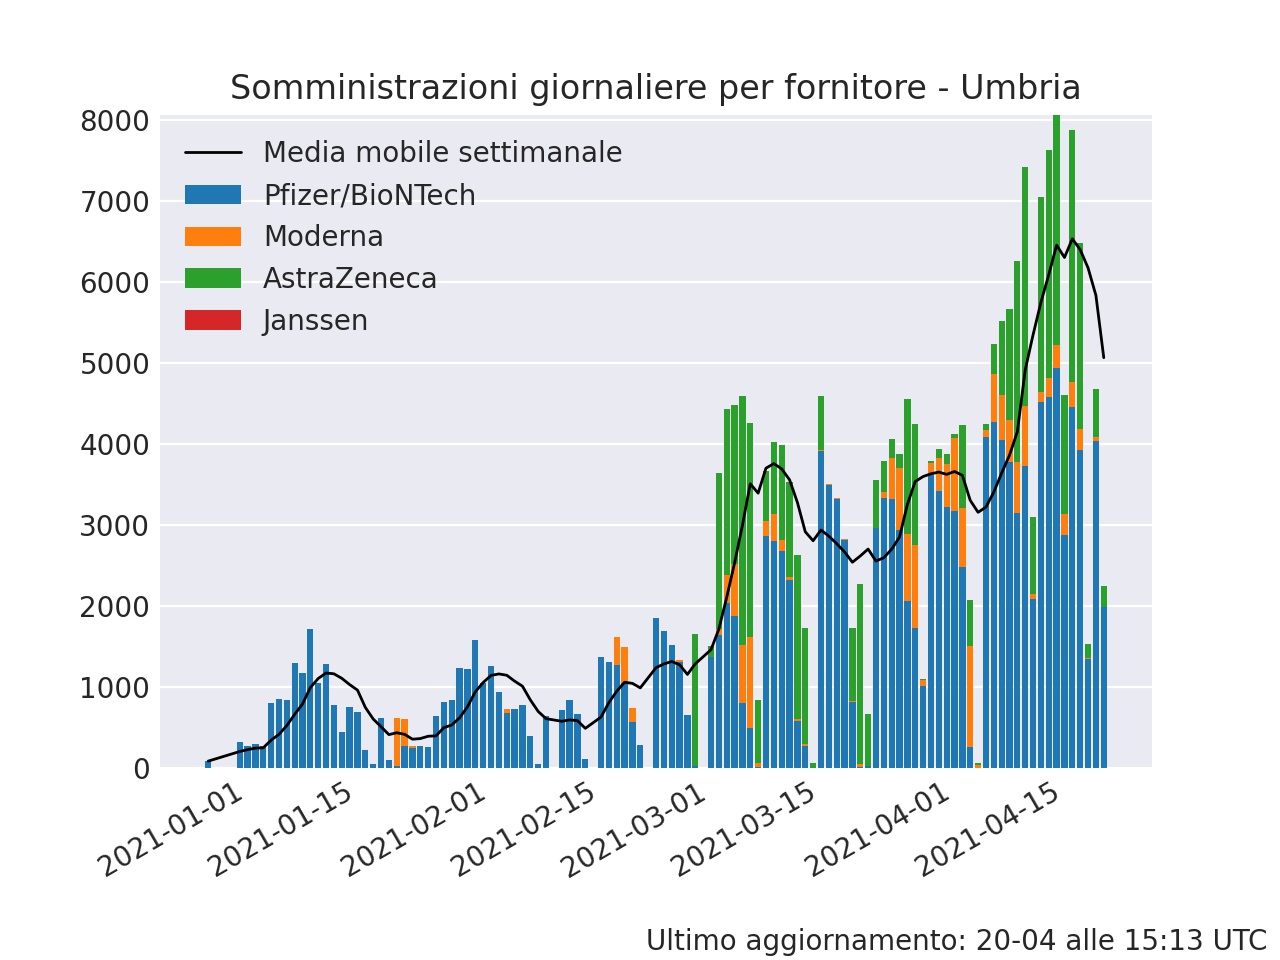 Somministrazioni giornaliere per fornitore - Umbria
8000
7000
6000
5000
4000
3000
2000
1000
0
Media mobile settimanale
Pfizer/BioNTech
Moderna
AstraZeneca
Janssen
2021-01-01
2021-01-15
2021-02-01
2021-02-15
2021-03-01
2021-03-15
2021-04-01
2021-04-15
Ultimo aggiornamento: 20-04 alle 15:13 UTC